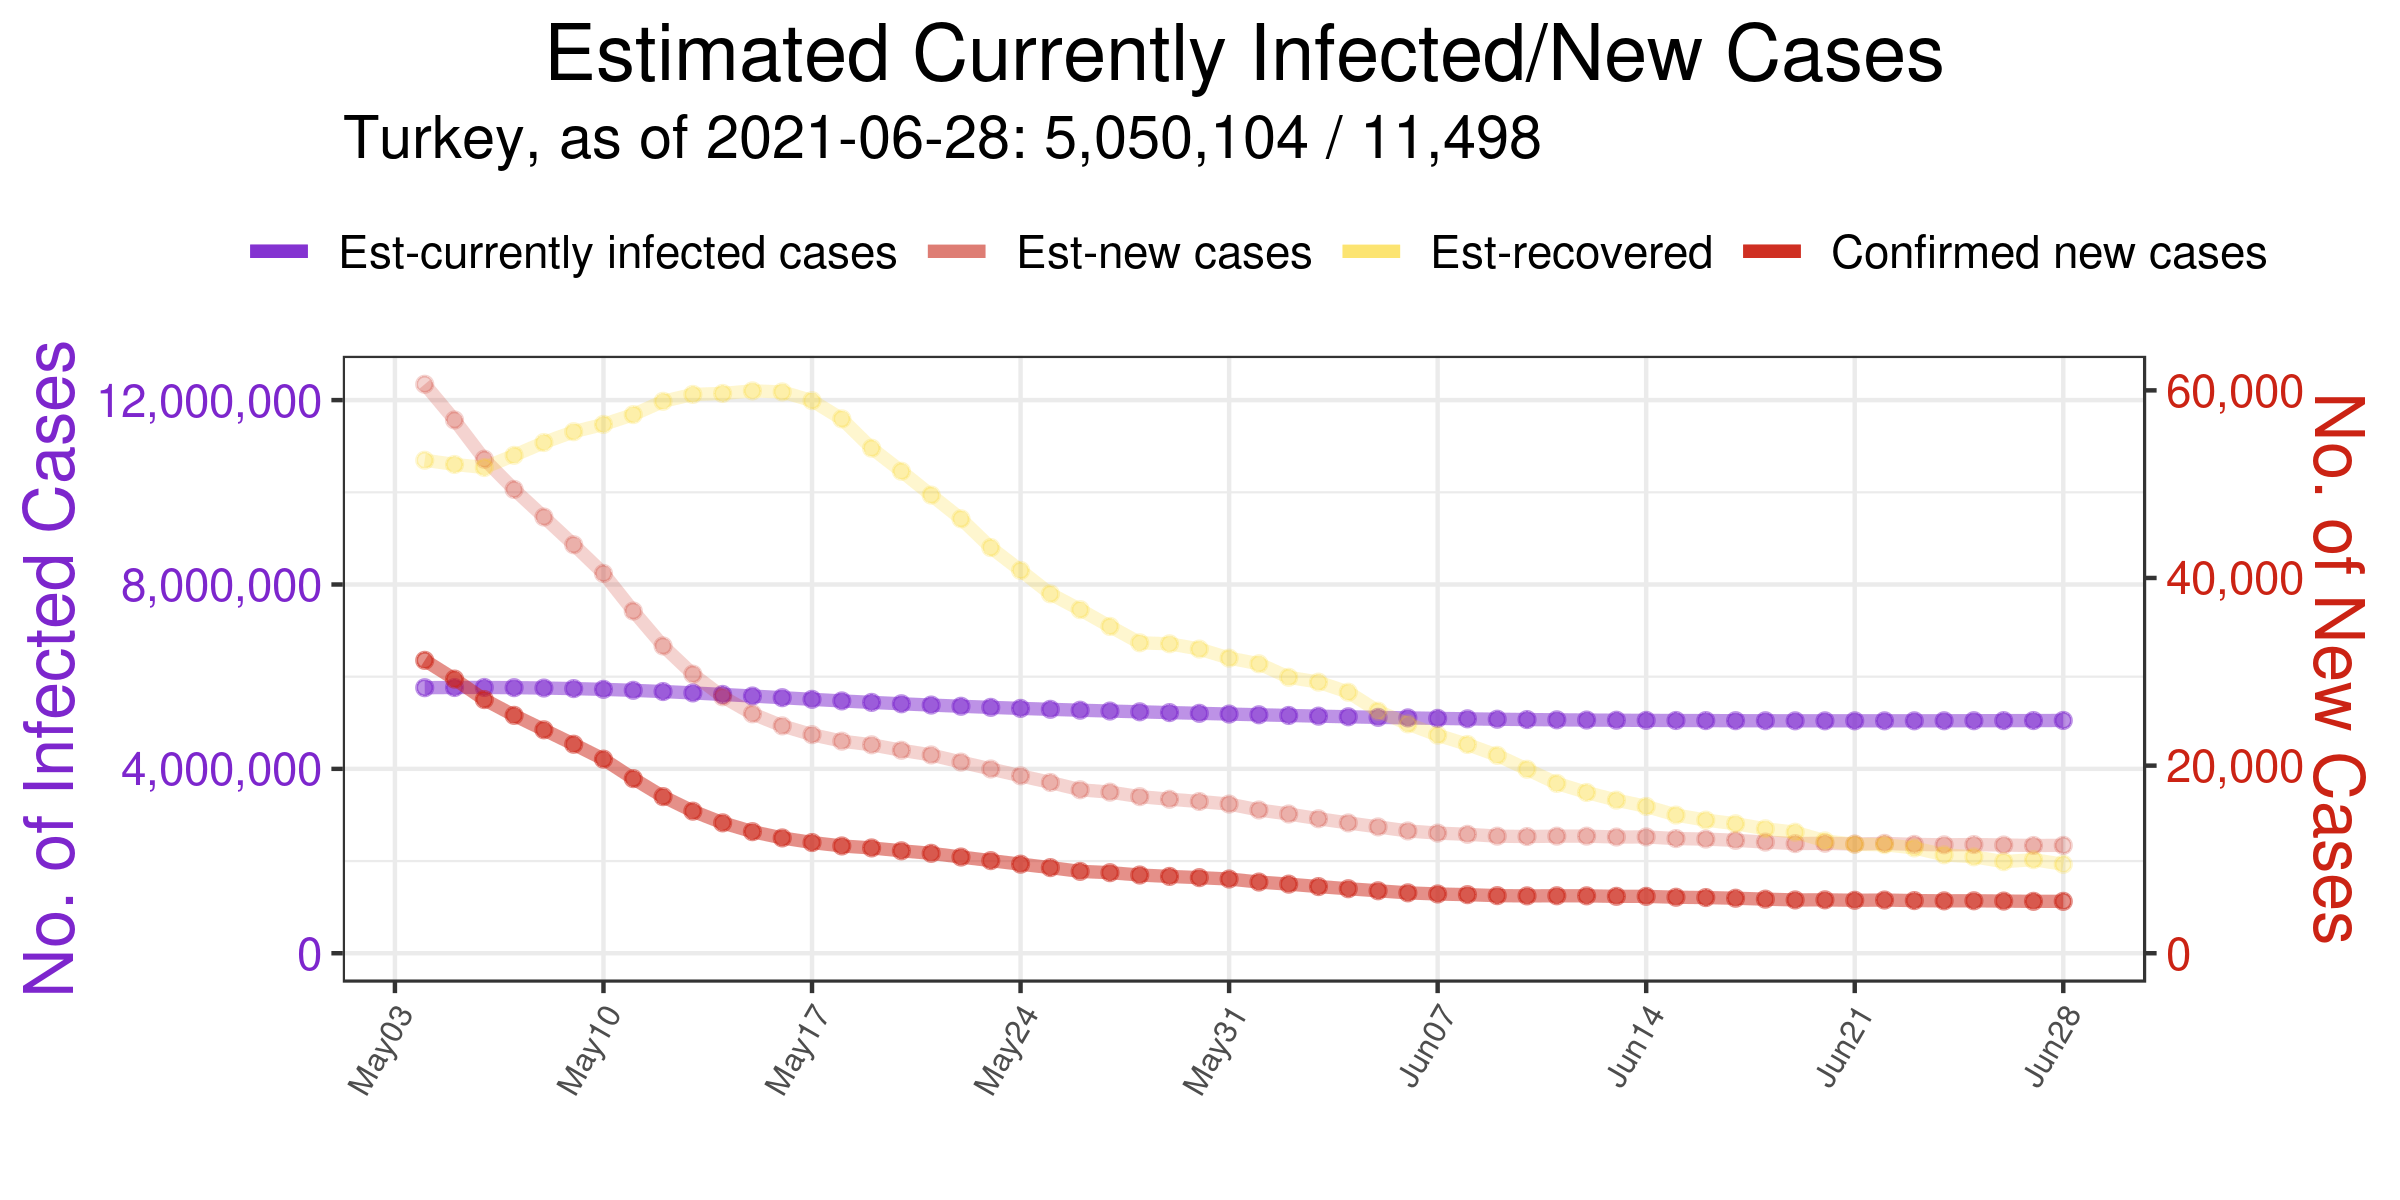 Estimated Currently Infected/New Cases
Turkey, as of 2021-06-28: 5,050,104 / 11,498
Est-currently infected cases Est-new cases Est-recovered Confirmed new cases
No. of Infected Cases
12,000,000
8,000,000
4,000,000
0
60,000
40,000
20,000
0
No. of New Cases
May03 May10 May17 May24 May31 Jun07 Jun14 Jun21 Jun28